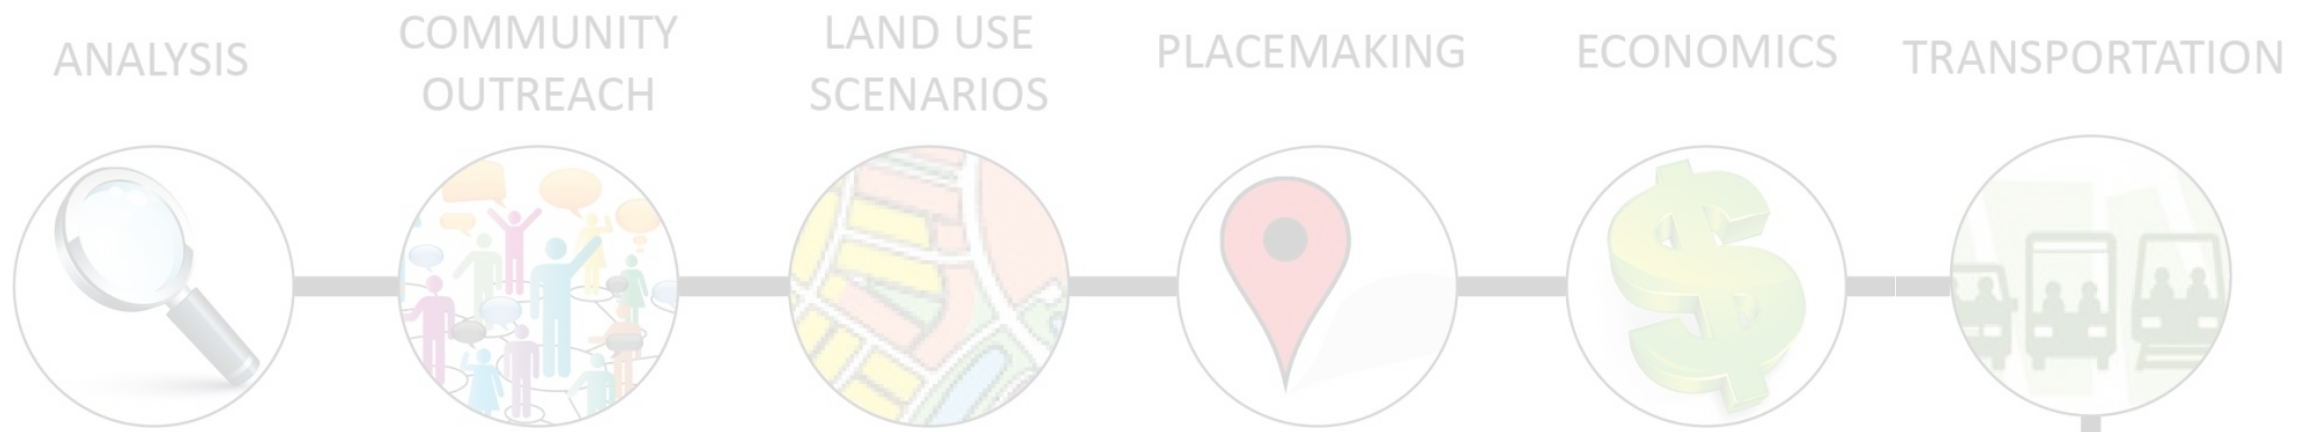 ANALYSIS
COMMUNITY
OUTREACH
LAND USE
SCENARIOS
PLACEMAKING
ECONOMICS
TRANSPORTATION